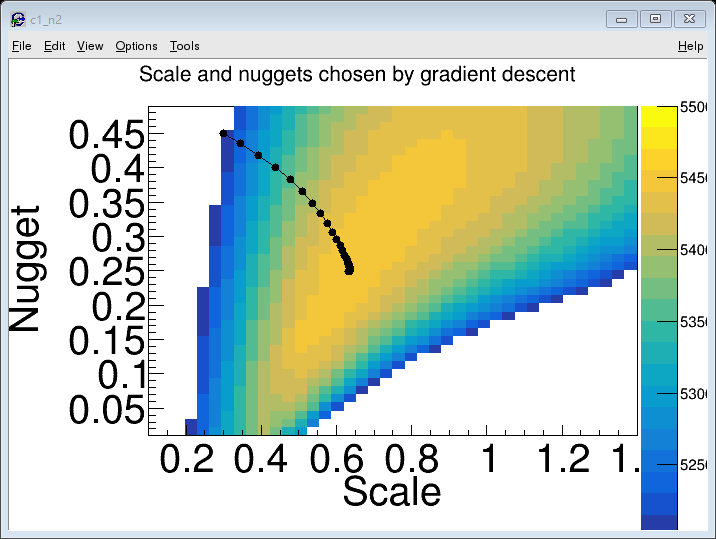 c1_n2
File Edit View Options Tools Help
Scale and nuggets chosen by gradient descent
Nugget
0.45
0.4
0.35
0.3
0.25
0.2
0.15
0.1
0.05
0.2 0.4 0.6 0.8 1 1.2 1.
Scale
5500
5450
5400
5350
5300
5250